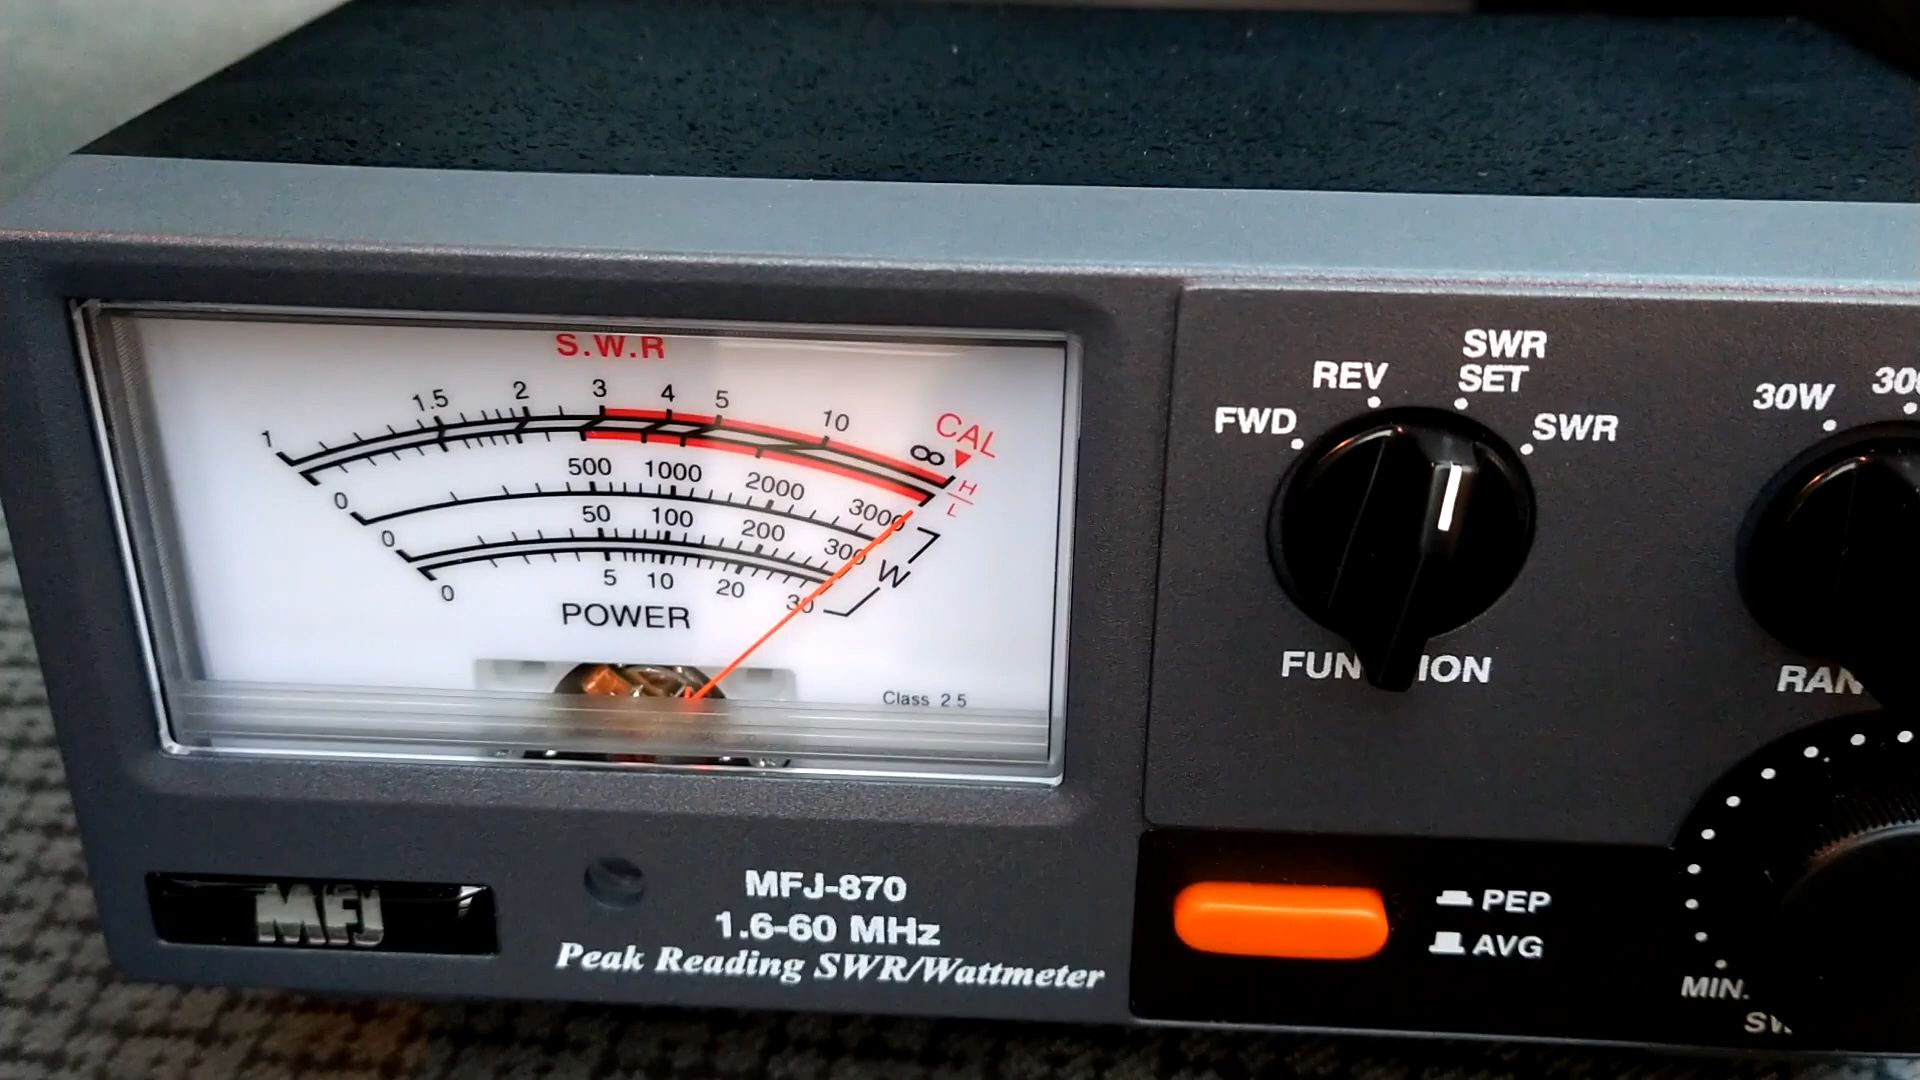 S.W.R
1 1.5 2 3 4 5 10 ∞ CAL
H
L
0 500 1000 2000 3000
0 50 100 200 300 W
0 5 10 20 30
POWER
Class 2.5
MFJ
MFJ-870
1.6-60 MHz
Peak Reading SWR/Wattmeter
FWD REV SWR SET SWR
30W
PEP
AVG
MIN.